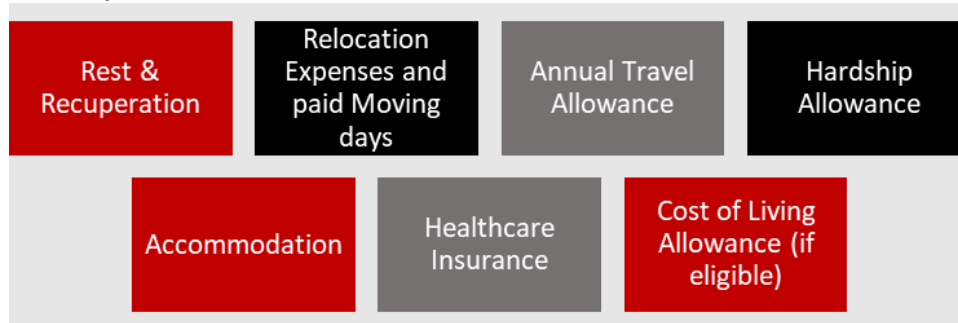 Rest &
Recuperation
Relocation
Expenses and
paid Moving
days
Annual Travel
Allowance
Hardship
Allowance
Accommodation
Healthcare
Insurance
Cost of Living
Allowance (if
eligible)